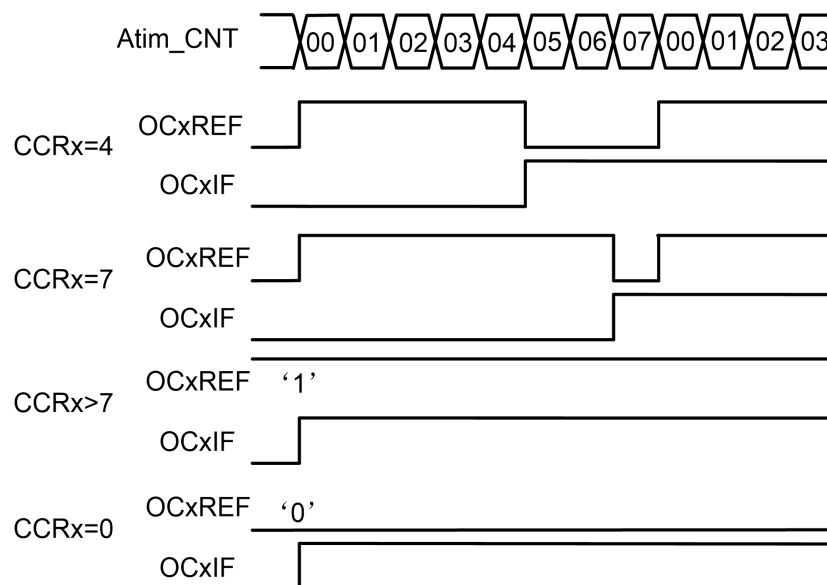 Atim_CNT 00 01 02 03 04 05 06 07 00 01 02 03
OCxREF
CCRx=4
OCxIF
OCxREF
CCRx=7
OCxIF
OCxREF ‘1’
CCRx>7
OCxIF
OCxREF ‘0’
CCRx=0
OCxIF